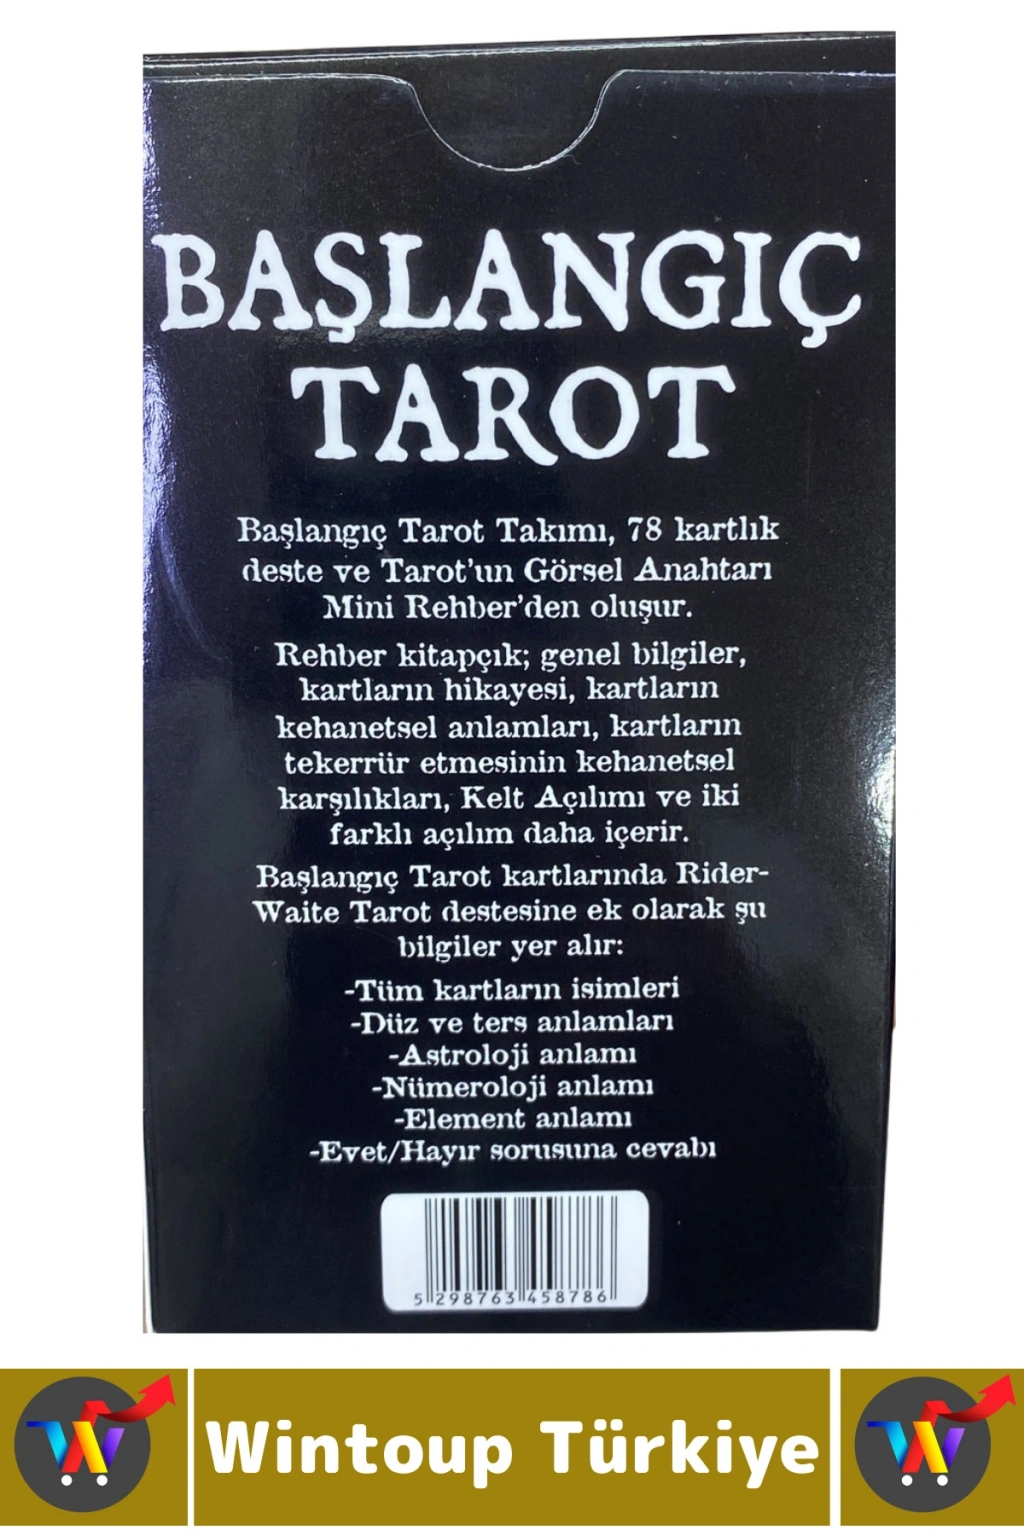 BAŞLANGIÇ
TAROT
Başlangıç Tarot Takımı, 78 kartlık
deste ve Tarot'un Görsel Anahtarı
Mini Rehber'den oluşur.
Rehber kitapçık; genel bilgiler,
kartların hikayesi, kartların
kehanetsel anlamları, kartların
tekerrür etmesinin kehanetsel
karşılıkları, Kelt Açılımı ve iki
farklı açılım daha içerir.
Başlangıç Tarot kartlarında Rider-
Waite Tarot destesine ek olarak şu
bilgiler yer alır:
-Tüm kartların isimleri
-Düz ve ters anlamları
-Astroloji anlamı
-Nümeroloji anlamı
-Element anlamı
-Evet/Hayır sorusuna cevabı
5 298763 458786
Wintoup Türkiye